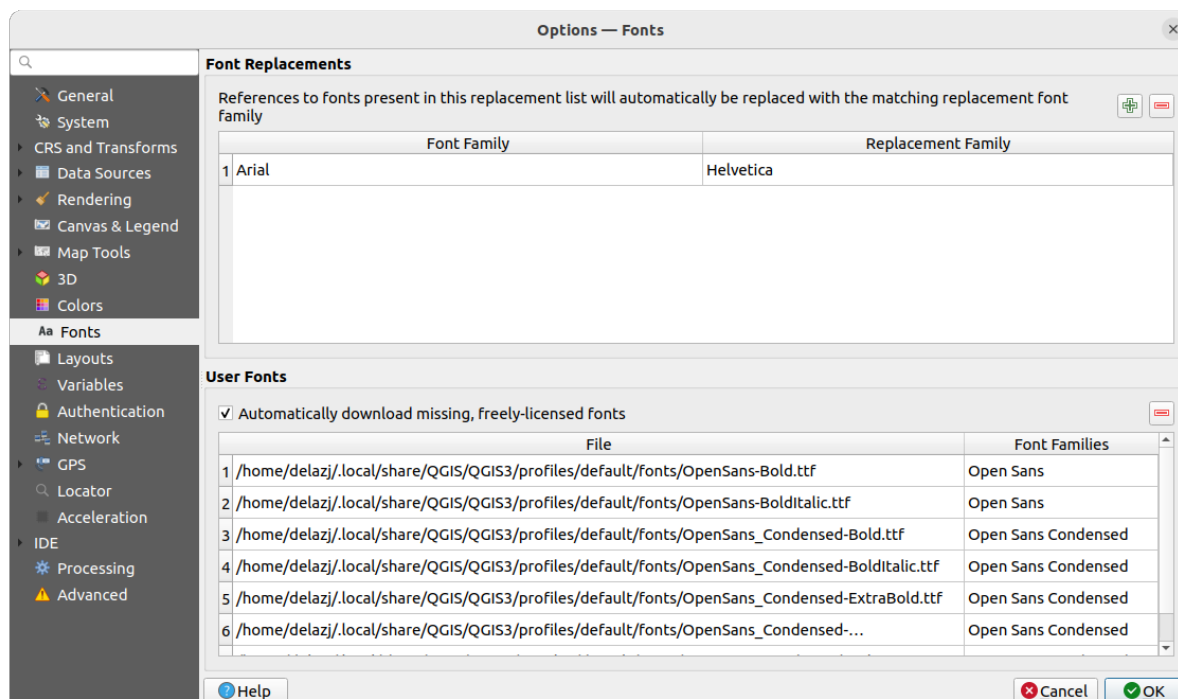 Options — Fonts
General
System
CRS and Transforms
Data Sources
Rendering
Canvas & Legend
Map Tools
3D
Colors
Aa Fonts
Layouts
Variables
Authentication
Network
GPS
Locator
Acceleration
IDE
Processing
Advanced
Font Replacements
References to fonts present in this replacement list will automatically be replaced with the matching replacement font
family
Font Family Replacement Family
1 Arial Helvetica
User Fonts
Automatically download missing, freely-licensed fonts
File Font Families
1 /home/delazj/.local/share/QGIS/QGIS3/profiles/default/fonts/OpenSans-Bold.ttf Open Sans
2 /home/delazj/.local/share/QGIS/QGIS3/profiles/default/fonts/OpenSans-BoldItalic.ttf Open Sans
3 /home/delazj/.local/share/QGIS/QGIS3/profiles/default/fonts/OpenSans_Condensed-Bold.ttf Open Sans Condensed
4 /home/delazj/.local/share/QGIS/QGIS3/profiles/default/fonts/OpenSans_Condensed-BoldItalic.ttf Open Sans Condensed
5 /home/delazj/.local/share/QGIS/QGIS3/profiles/default/fonts/OpenSans_Condensed-ExtraBold.ttf Open Sans Condensed
6 /home/delazj/.local/share/QGIS/QGIS3/profiles/default/fonts/OpenSans_Condensed-… Open Sans Condensed
Help Cancel OK